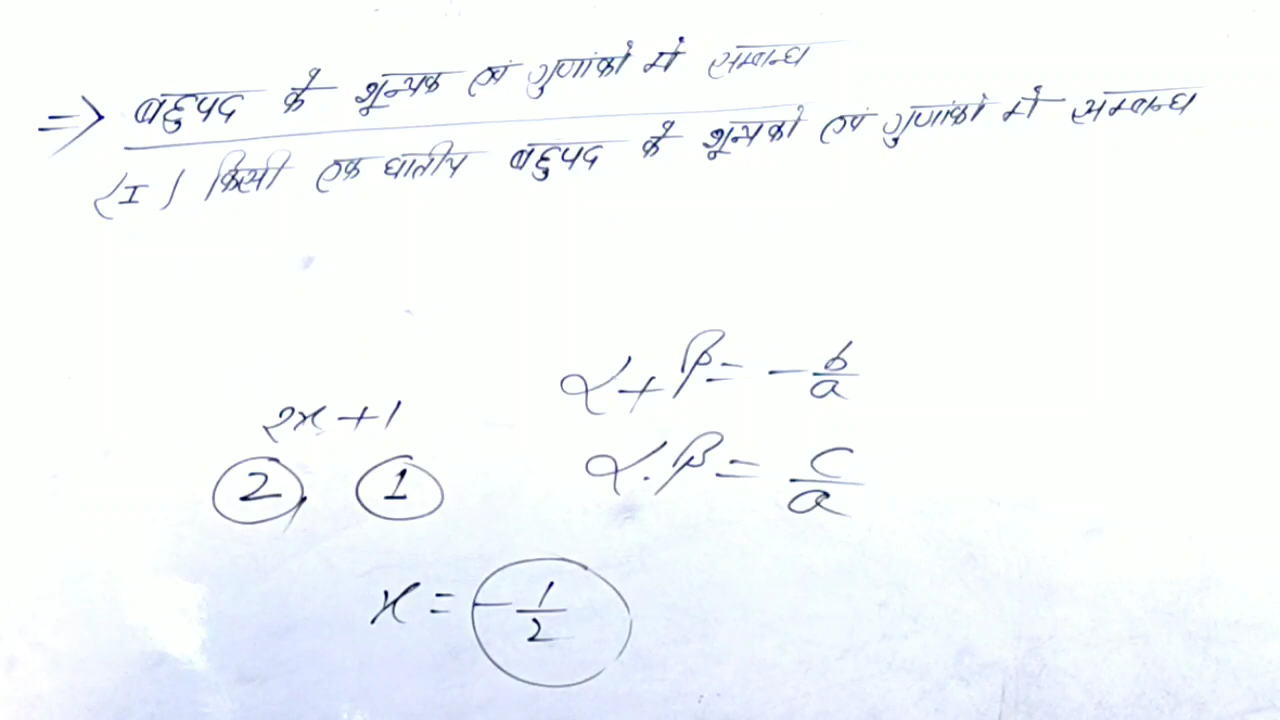 => बहुपद के शून्यक एवं गुणांको में सम्बन्ध
(I) किसी एक घातीय बहुपद के शून्यको एवं गुणांको में सम्बन्ध
α + β = - b/a
2x + 1
α . β = c/a
2, 1
x = - 1/2